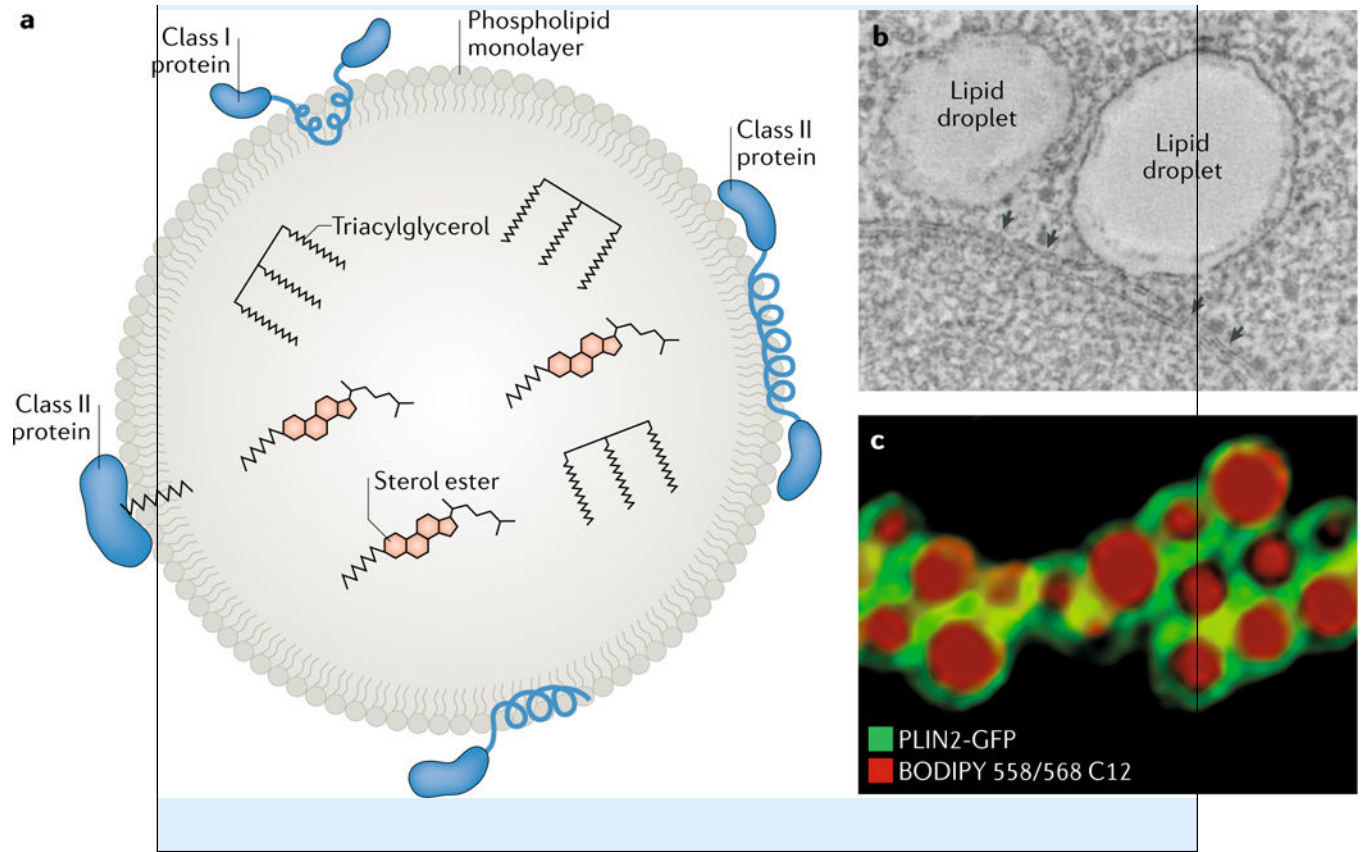 a
Class I
protein
Phospholipid
monolayer
Class II
protein
Triacylglycerol
Class II
protein
Sterol ester
b
Lipid
droplet
Lipid
droplet
c
PLIN2-GFP
BODIPY 558/568 C12